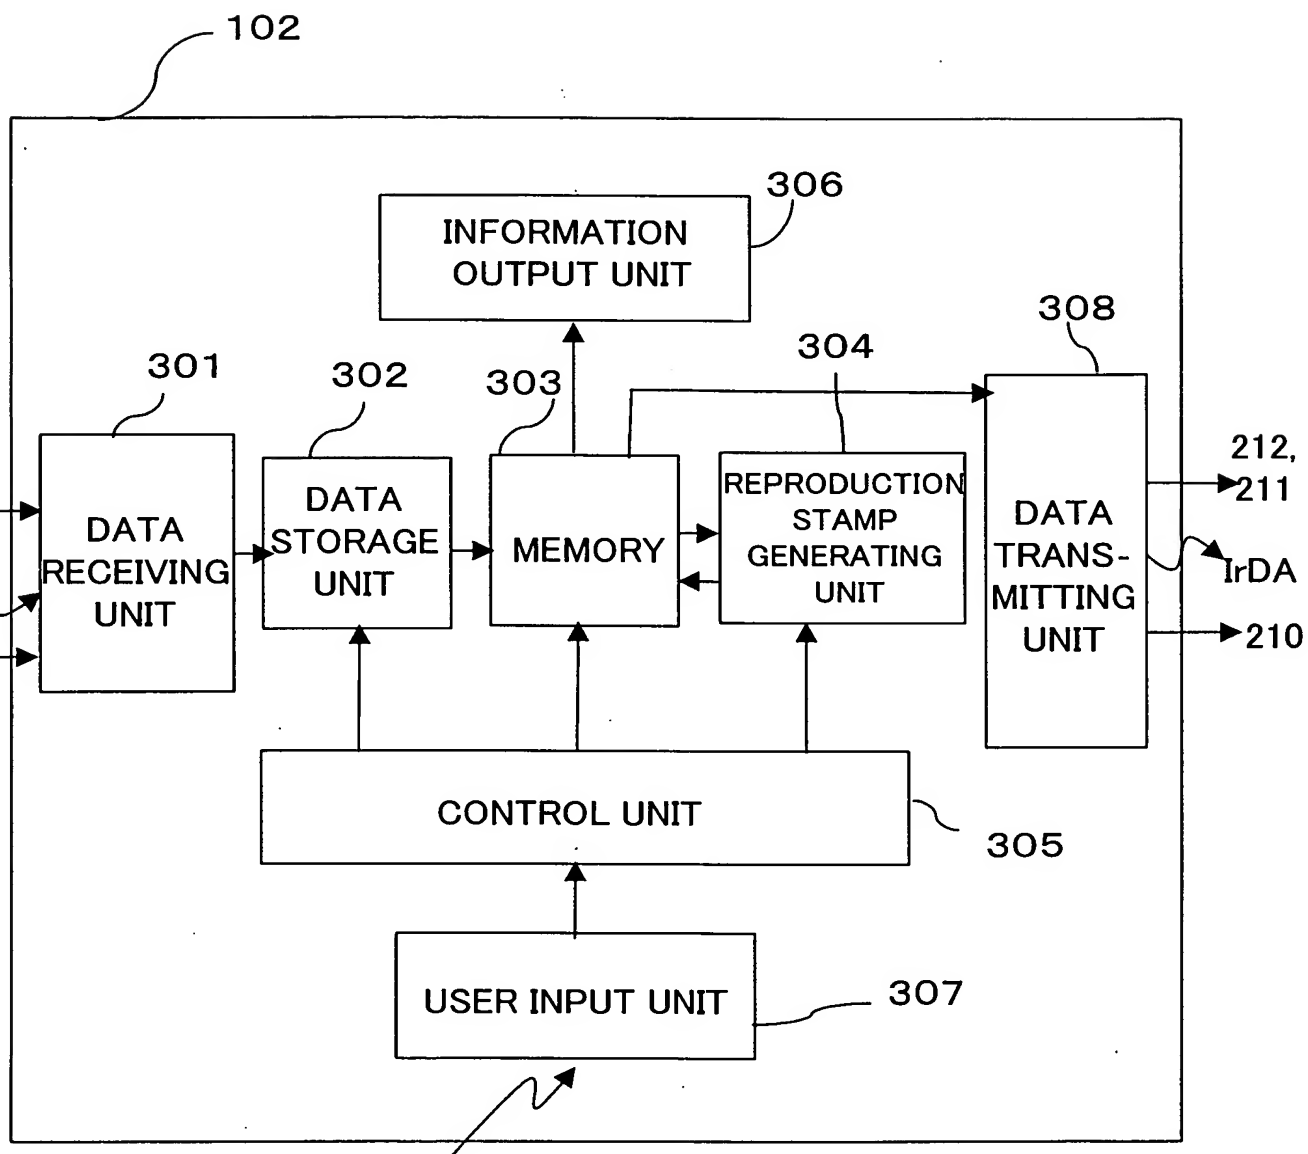 102
306
INFORMATION
OUTPUT UNIT
308
304
301
302
303
212,
211
REPRODUCTION
STAMP
GENERATING
UNIT
DATA
STORAGE
UNIT
DATA
RECEIVING
UNIT
MEMORY
DATA
TRANS-
MITTING
UNIT
IrDA
210
CONTROL UNIT
305
USER INPUT UNIT
307